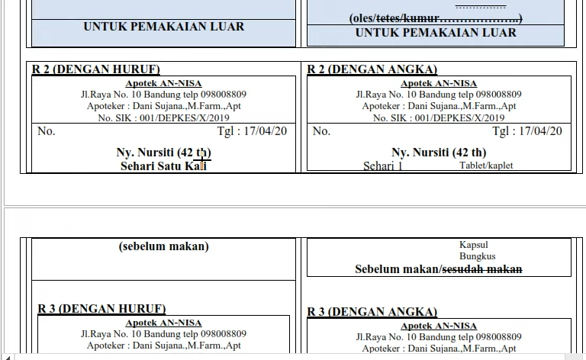 UNTUK PEMAKAIAN LUAR
(oles/tetes/kumur....................)
UNTUK PEMAKAIAN LUAR
R 2 (DENGAN HURUF)
Apotek AN-NISA
Jl.Raya No. 10 Bandung telp 098008809
Apoteker : Dani Sujana.,M.Farm.,Apt
No. SIK : 001/DEPKES/X/2019
No. Tgl : 17/04/20
Ny. Nursiti (42 th)
Sehari Satu Kali
(sebelum makan)
R 2 (DENGAN ANGKA)
Apotek AN-NISA
Jl.Raya No. 10 Bandung telp 098008809
Apoteker : Dani Sujana.,M.Farm.,Apt
No. SIK : 001/DEPKES/X/2019
No. Tgl : 17/04/20
Ny. Nursiti (42 th)
Sehari 1 Tablet/kaplet
Kapsul
Bungkus
Sebelum makan/sesudah makan
R 3 (DENGAN HURUF)
Apotek AN-NISA
Jl.Raya No. 10 Bandung telp 098008809
Apoteker : Dani Sujana.,M.Farm.,Apt
R 3 (DENGAN ANGKA)
Apotek AN-NISA
Jl.Raya No. 10 Bandung telp 098008809
Apoteker : Dani Sujana.,M.Farm.,Apt